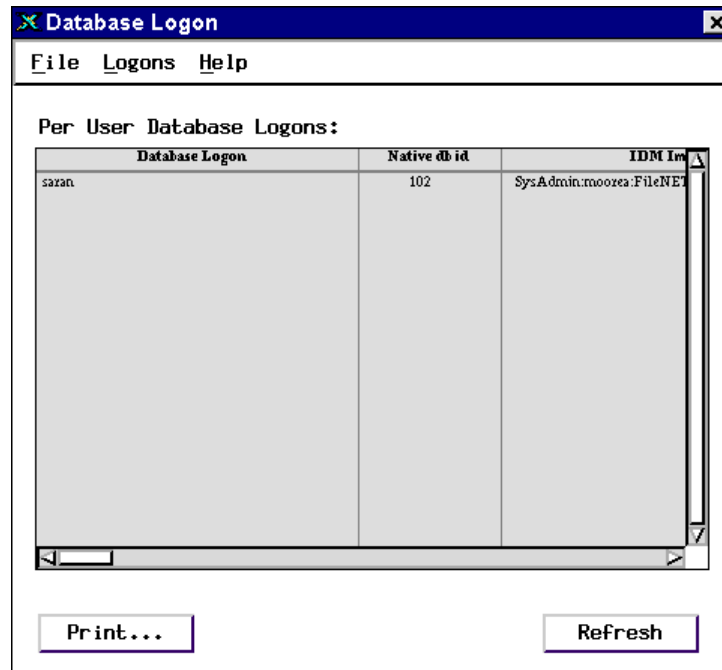 Database Logon
File Logons Help
Per User Database Logons:
Database Logon Native db id IDM Im
saran 102 SysAdmin:moorea:FileNET
Print... Refresh